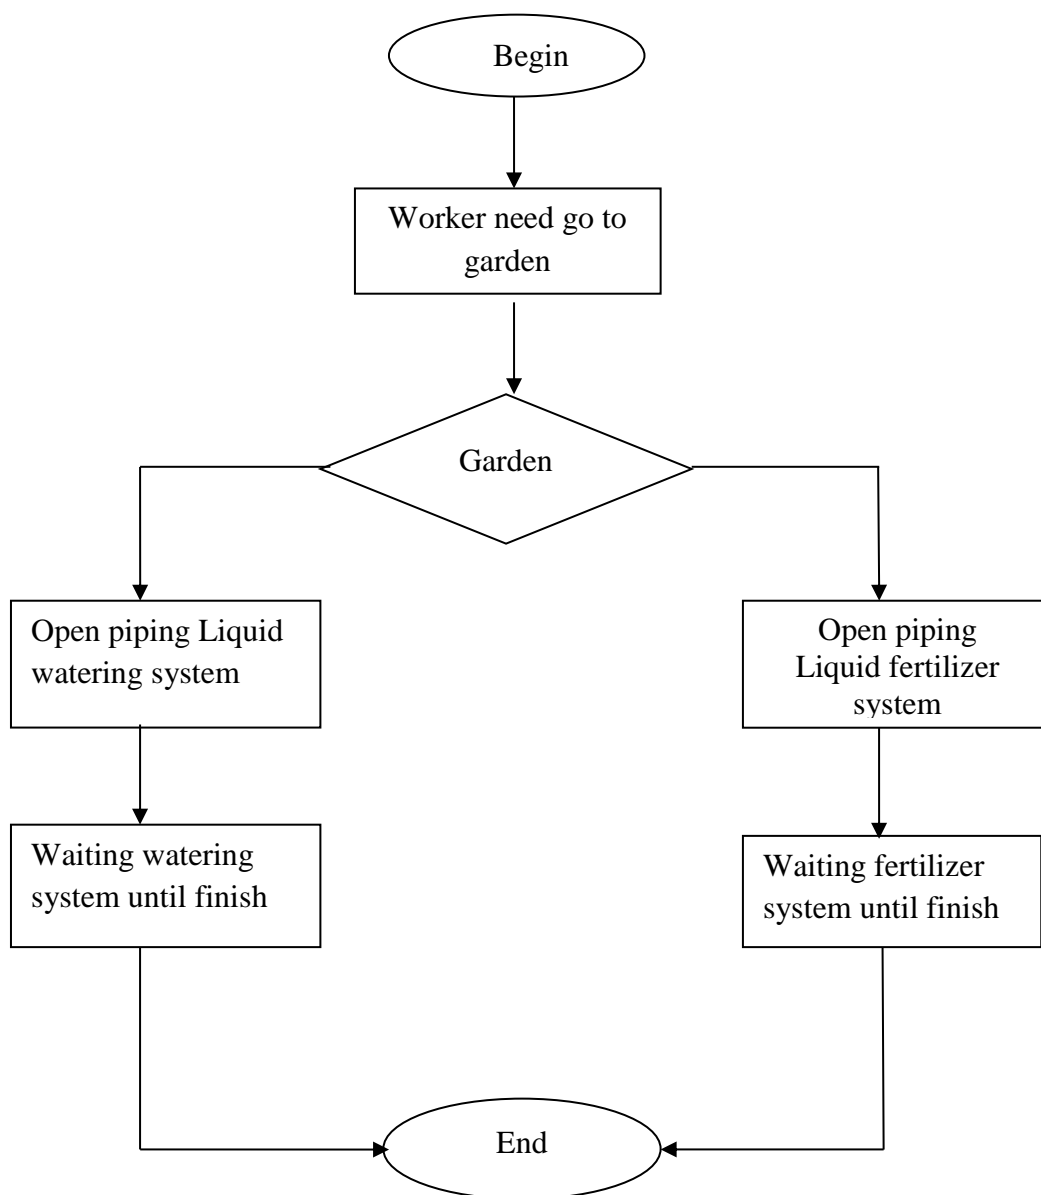 Begin
Worker need go to
garden
Garden
Open piping Liquid
watering system
Open piping
Liquid fertilizer
system
Waiting watering
system until finish
Waiting fertilizer
system until finish
End